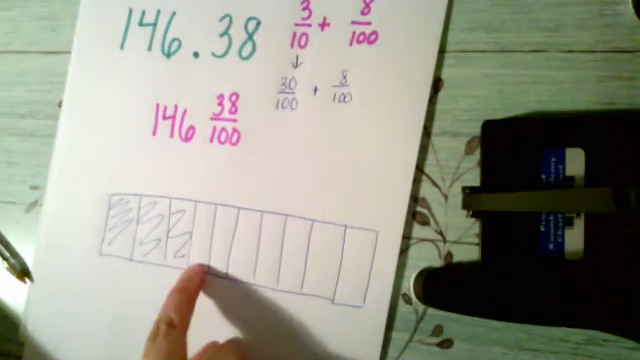 146.38
3/10 + 8/100
↓
30/100 + 8/100
146 38/100